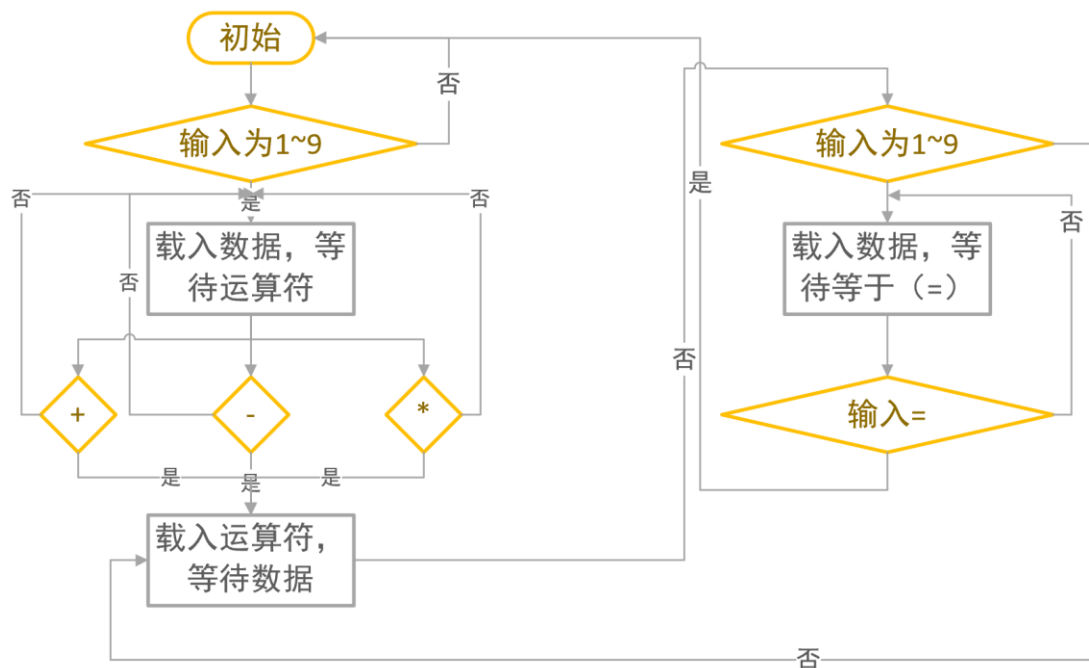 初始
否
输入为1~9
输入为1~9
是
否
是
否
否
载入数据，等
待运算符
载入数据，等
待等于（=）
否
否
+
-
*
输入=
是
是
是
载入运算符，
等待数据
否